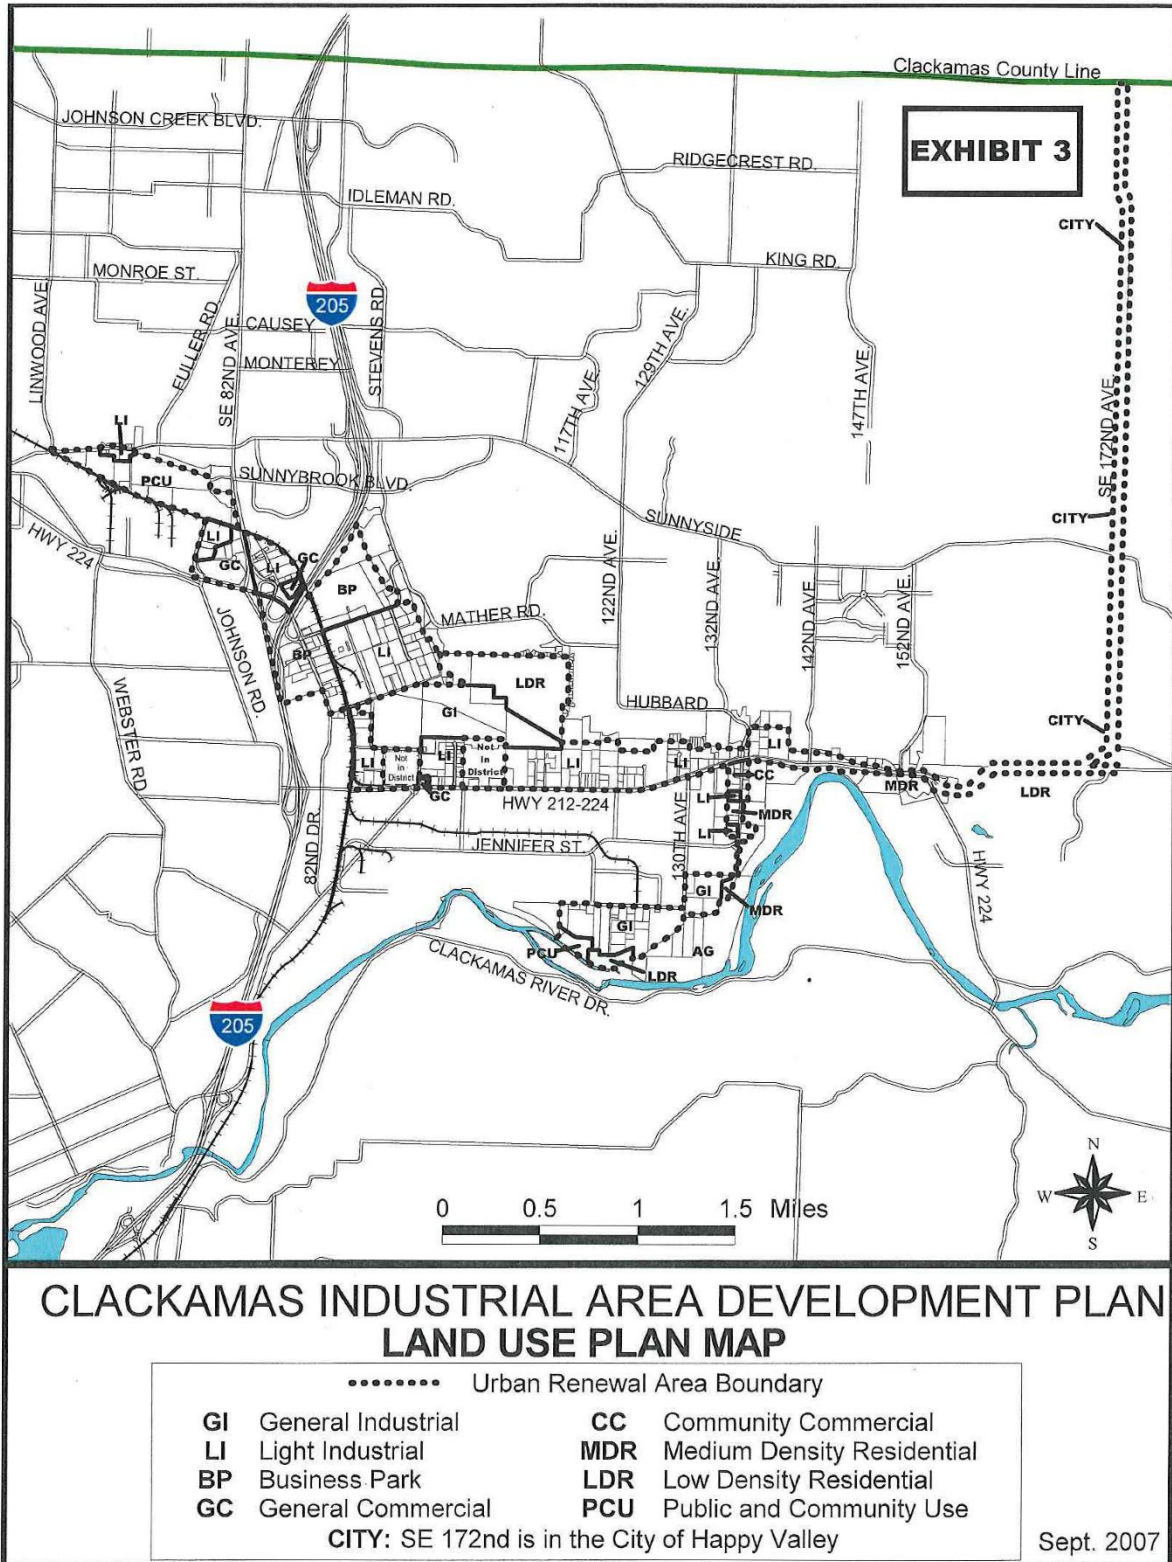 Clackamas County Line
EXHIBIT 3
JOHNSON CREEK BLVD.
RIDGECREST RD.
IDLEMAN RD.
CITY
KING RD.
MONROE ST.
205
LINWOOD AVE.
FULLER RD.
SE 82ND AVE.
CAUSEY
STEVENS RD.
MONTEREY
129TH AVE.
117TH AVE.
147TH AVE.
SE 172ND AVE.
LI
PCU
SUNNYBROOK BLVD.
SUNNYSIDE
CITY
HWY 224
LI
GC
LI
GC
BP
MATHER RD.
122ND AVE.
132ND AVE.
142ND AVE.
152ND AVE.
JOHNSON RD.
BP
LI
LDR
WEBSTER RD.
GI
HUBBARD
CITY
LI
Not
In
District
LI
Not
In
District
LI
LI
LI
CC
GC
HWY 212-224
LI
MDR
LI
MDR
LDR
82ND DR.
JENNIFER ST.
130TH AVE.
HWY 224
GI
MDR
GI
AG
PCU
LDR
CLACKAMAS RIVER DR.
205
N
W
E
S
0 0.5 1 1.5 Miles
CLACKAMAS INDUSTRIAL AREA DEVELOPMENT PLAN
LAND USE PLAN MAP
Urban Renewal Area Boundary
GI General Industrial
CC Community Commercial
LI Light Industrial
MDR Medium Density Residential
BP Business Park
LDR Low Density Residential
GC General Commercial
PCU Public and Community Use
CITY: SE 172nd is in the City of Happy Valley
Sept. 2007